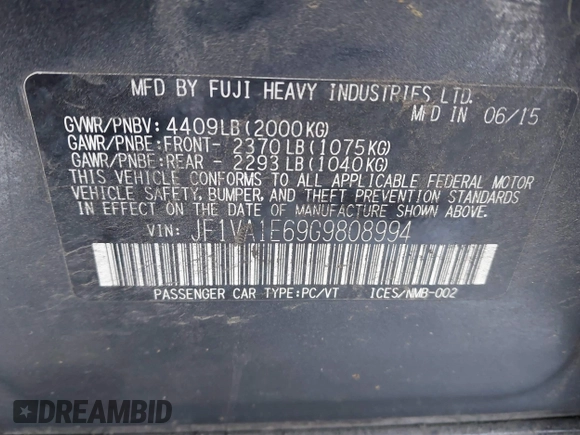 MFD BY FUJI HEAVY INDUSTRIES LTD.
MFD IN 06/15
GVWR/PNBV: 4409LB(2000KG)
GAWR/PNBE:FRONT- 2370LB(1075KG)
GAWR/PNBE:REAR - 2293LB(1040KG)
THIS VEHICLE CONFORMS TO ALL APPLICABLE FEDERAL MOTOR
VEHICLE SAFETY, BUMPER, AND THEFT PREVENTION STANDARDS
IN EFFECT ON THE DATE OF MANUFACTURE SHOWN ABOVE.
VIN: JF1VA1E69G9808994
PASSENGER CAR TYPE:PC/VT ICES/NMB-002
DREAMBID